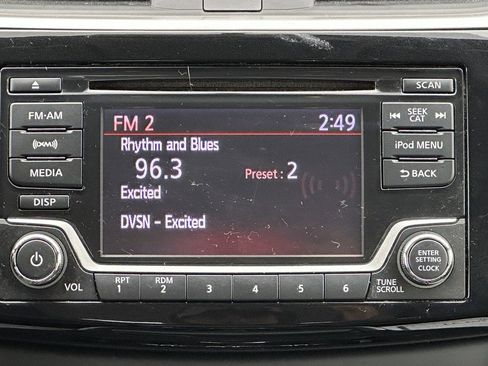 SCAN
FM·AM
FM 2 2:49
SEEK
CAT
Rhythm and Blues
((XM))
96.3 Preset : 2
iPod MENU
MEDIA
Excited
BACK
DISP
DVSN - Excited
ENTER
SETTING
CLOCK
VOL
RPT
1
RDM
2
3
4
5
6
TUNE
SCROLL